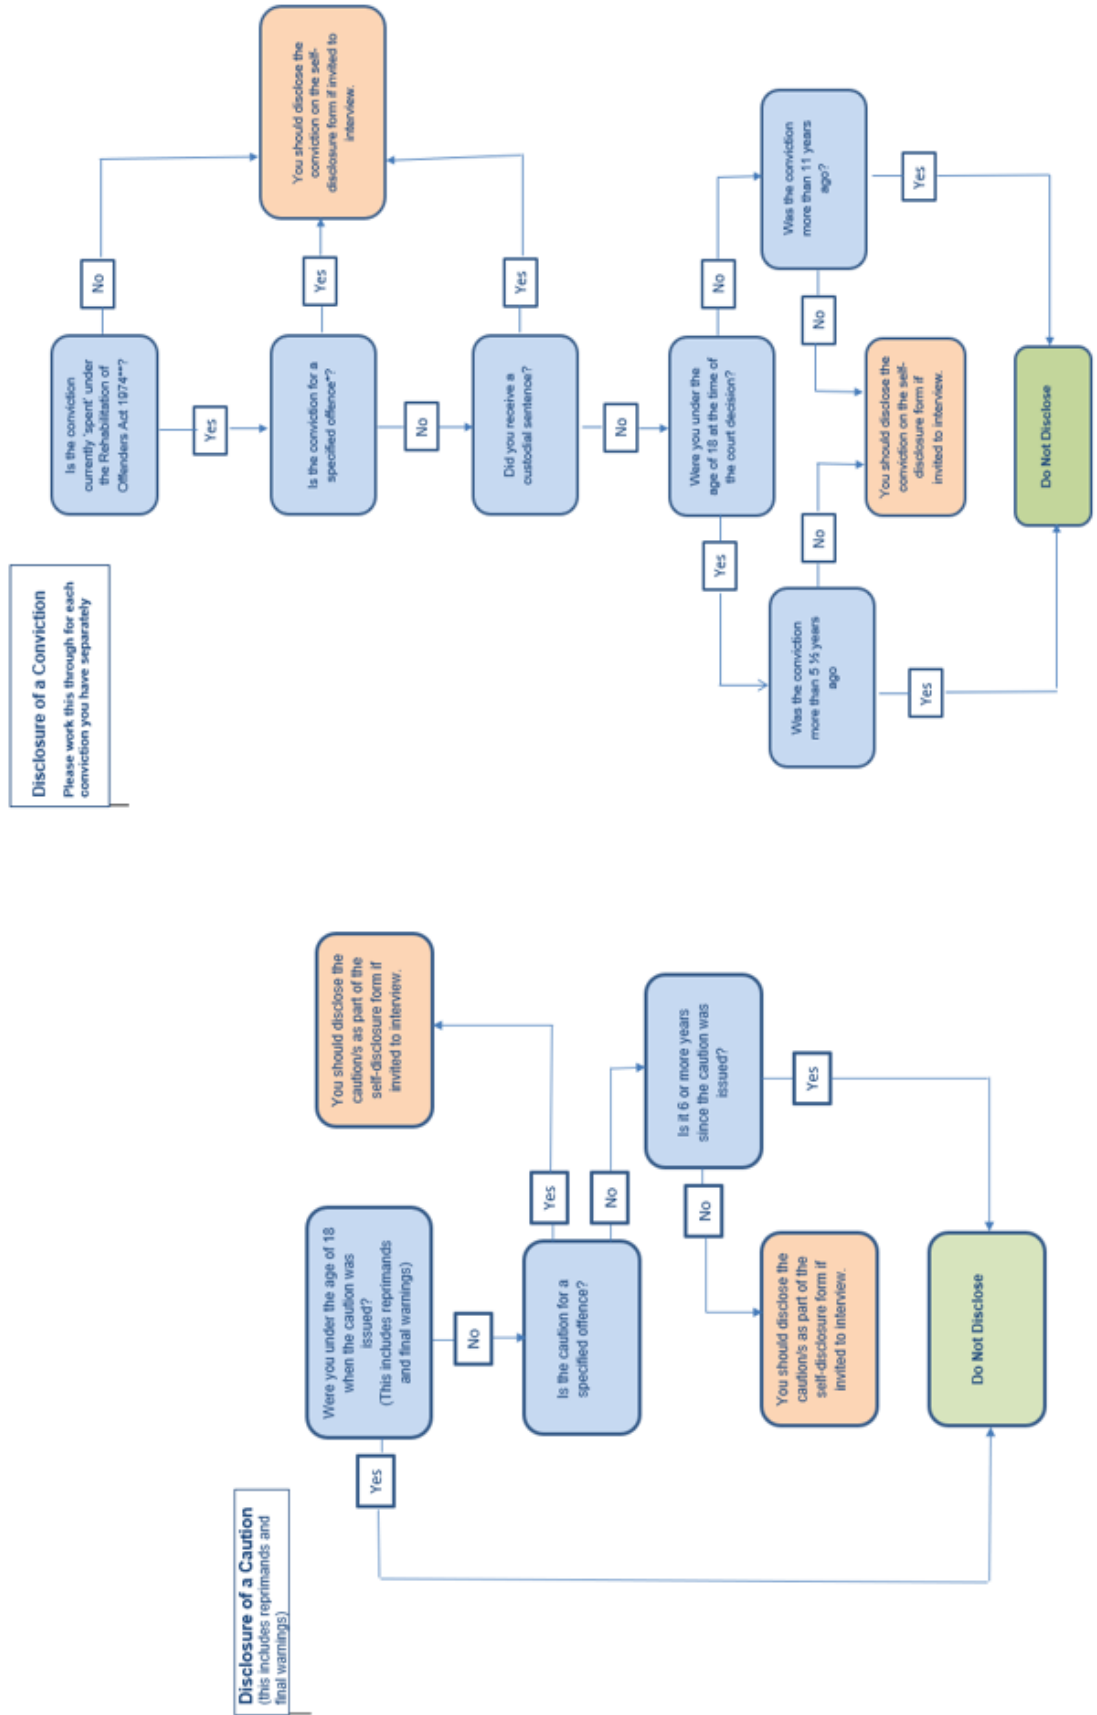 Disclosure of a Caution
(this includes reprimands and
final warnings)
Were you under the age of 18
when the caution was
issued?
(This includes reprimands
and final warnings)
Yes
No
Is the caution for a
specified offence?
Yes
You should disclose the
caution/s as part of the
self-disclosure form if
invited to interview.
No
Is it 6 or more years
since the caution was
issued?
No
You should disclose the
caution/s as part of the
self-disclosure form if
invited to interview.
Yes
Do Not Disclose
Disclosure of a Conviction
Please work this through for each
conviction you have separately
Is the conviction
currently 'spent' under
the Rehabilitation of
Offenders Act 1974**?
No
You should disclose the
conviction on the self-
disclosure form if invited to
interview.
Yes
Is the conviction for a
specified offence*?
Yes
No
Did you receive a
custodial sentence?
Yes
No
Were you under the
age of 18 at the time of
the court decision?
Yes
No
Was the conviction
more than 5 ½ years
ago
Was the conviction
more than 11 years
ago?
No
No
You should disclose the
conviction on the self-
disclosure form if
invited to interview.
Yes
Yes
Do Not Disclose